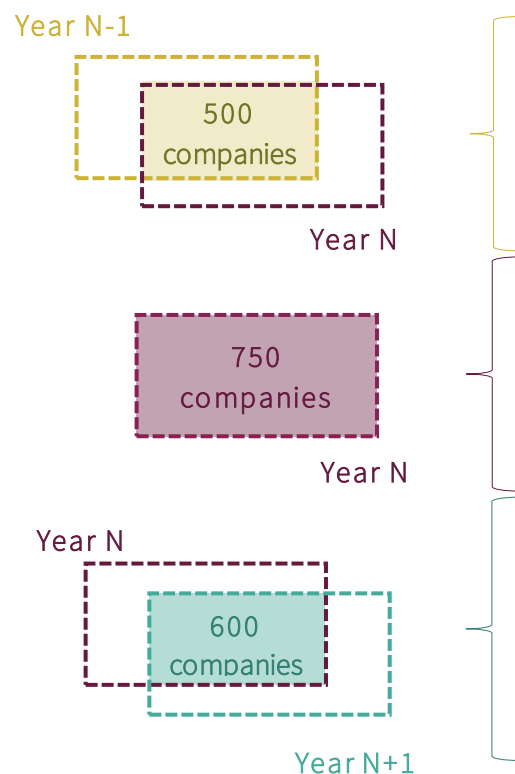 Year N-1
500
companies
Year N
750
companies
Year N
Year N
600
companies
Year N+1